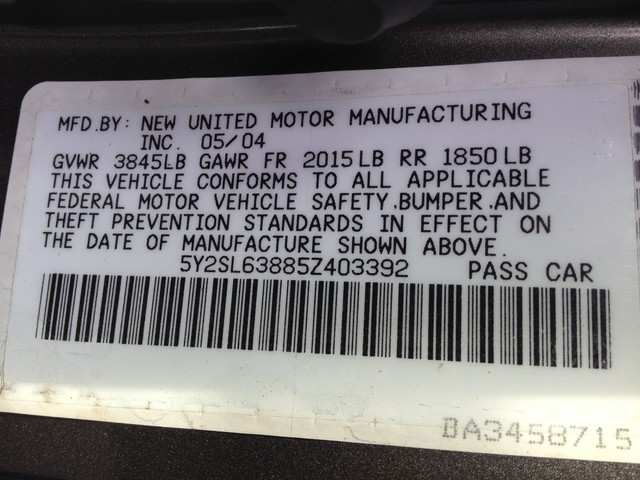 MFD.BY: NEW UNITED MOTOR MANUFACTURING
INC. 05/04
GVWR 3845LB GAWR FR 2015LB RR 1850LB
THIS VEHICLE CONFORMS TO ALL APPLICABLE
FEDERAL MOTOR VEHICLE SAFETY,BUMPER,AND
THEFT PREVENTION STANDARDS IN EFFECT ON
THE DATE OF MANUFACTURE SHOWN ABOVE.
5Y2SL63885Z403392 PASS CAR
BA3458715